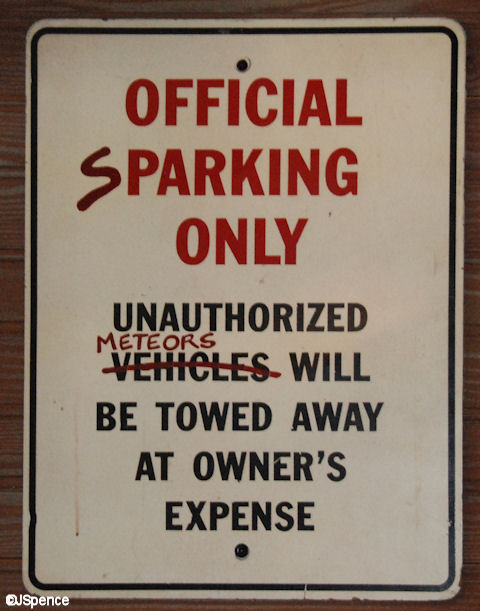 OFFICIAL
SPARKING
ONLY
UNAUTHORIZED
METEORS
VEHICLES WILL
BE TOWED AWAY
AT OWNER'S
EXPENSE
©JSpence